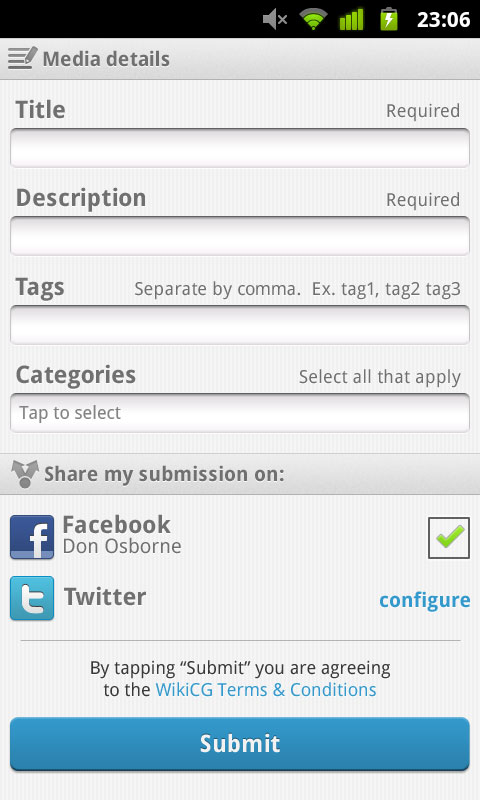 23:06
Media details
Title Required
Description Required
Tags Separate by comma. Ex. tag1, tag2 tag3
Categories Select all that apply
Tap to select
Share my submission on:
Facebook
Don Osborne
Twitter configure
By tapping “Submit” you are agreeing
to the WikiCG Terms & Conditions
Submit